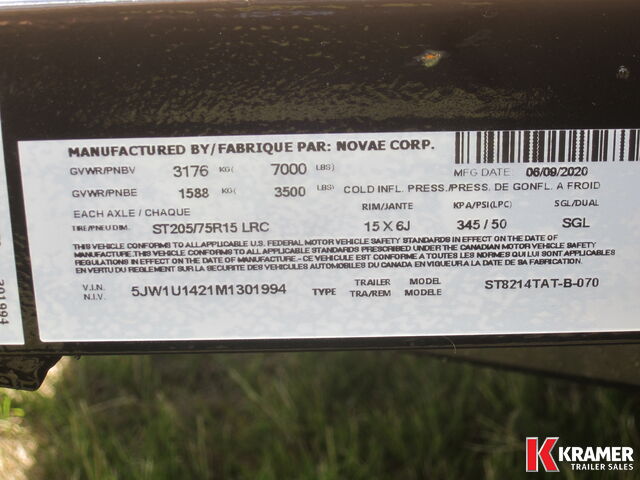 MANUFACTURED BY/FABRIQUE PAR: NOVAE CORP.
GVWR/PNBV 3176 KG( 7000 LBS) MFG DATE: 06/09/2020
GVWR/PNBE 1588 KG( 3500 LBS) COLD INFL. PRESS./PRESS. DE GONFL. A FROID
EACH AXLE / CHAQUE RIM/JANTE KPA/PSI(LPC) SGL/DUAL
TIRE/PNEU DIM. ST205/75R15 LRC 15 X 6J 345 / 50 SGL
THIS VEHICLE CONFORMS TO ALL APPLICABLE U.S. FEDERAL MOTOR VEHICLE SAFETY STANDARDS IN EFFECT ON THE DATE OF
MANUFACTURE.THIS VEHICLE CONFORMS TO ALL APPLICABLE STANDARDS PRESCRIBED UNDER THE CANADIAN MOTOR VEHICLE SAFETY
REGULATIONS IN EFFECT ON THE DATE OF MANUFACTURE.- CE VEHICULE EST CONFORME A TOUTES LES NORMES QUI LUI SONT APPLICABLES
EN VERTU DU REGLEMENT SUR LA SECURITE DES VEHICULES AUTOMOBILES DU CANADA EN VIGUEUR A LA DATE DE SA FABRICATION.
V.I.N. 5JW1U1421M1301994 TYPE TRAILER MODEL ST8214TAT-B-070
N.I.V. TRA/REM MODELE
301994
K KRAMER
TRAILER SALES